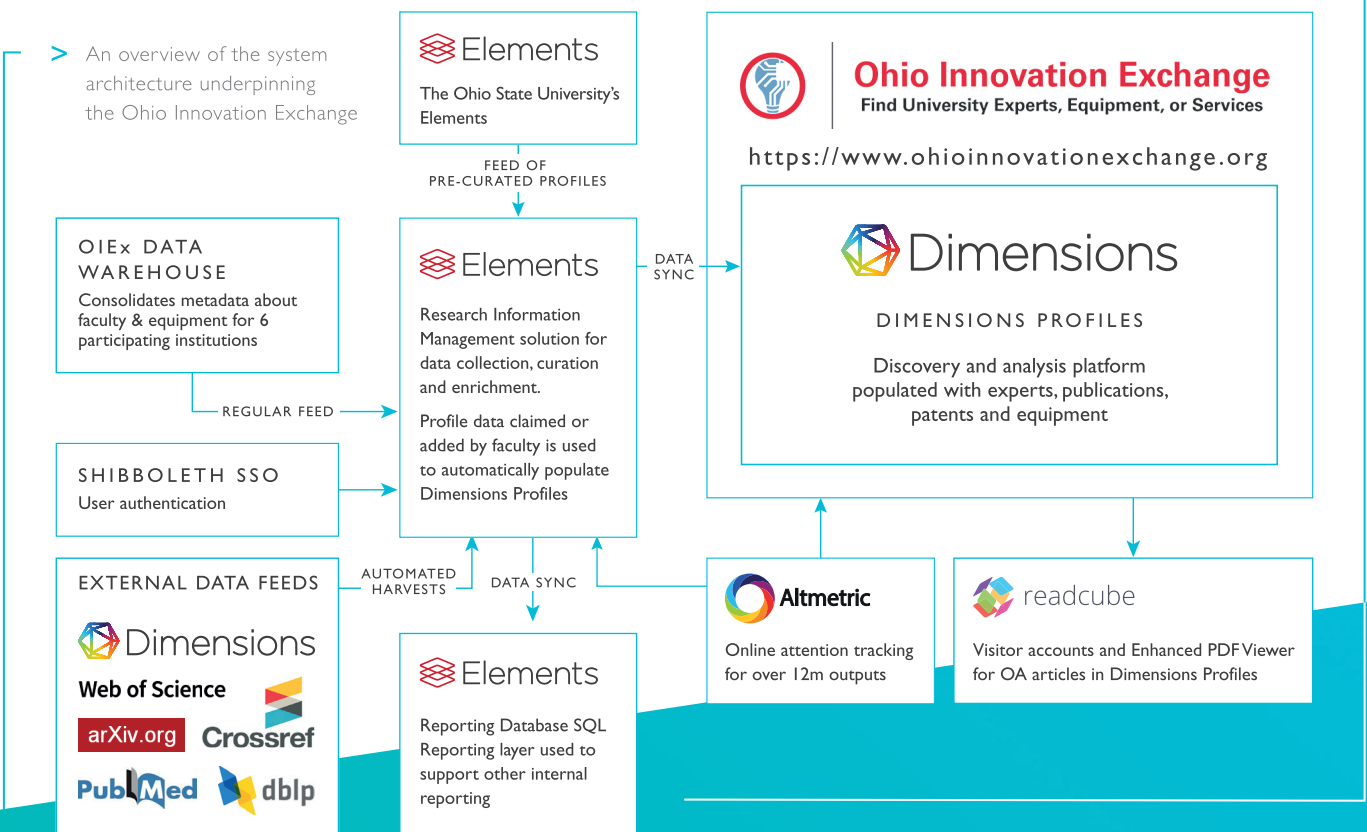 > An overview of the system
architecture underpinning
the Ohio Innovation Exchange
Elements
The Ohio State University's
Elements
FEED OF
PRE-CURATED PROFILES
Ohio Innovation Exchange
Find University Experts, Equipment, or Services
https://www.ohioinnovationexchange.org
Dimensions
DIMENSIONS PROFILES
Discovery and analysis platform
populated with experts, publications,
patents and equipment
OIEx DATA
WAREHOUSE
Consolidates metadata about
faculty & equipment for 6
participating institutions
REGULAR FEED
Elements
Research Information
Management solution for
data collection, curation
and enrichment.
Profile data claimed or
added by faculty is used
to automatically populate
Dimensions Profiles
DATA
SYNC
SHIBBOLETH SSO
User authentication
EXTERNAL DATA FEEDS
Dimensions
Web of Science
arXiv.org
Crossref
PubMed
dblp
AUTOMATED
HARVESTS
DATA SYNC
Elements
Reporting Database SQL
Reporting layer used to
support other internal
reporting
Altmetric
Online attention tracking
for over 12m outputs
readcube
Visitor accounts and Enhanced PDF Viewer
for OA articles in Dimensions Profiles